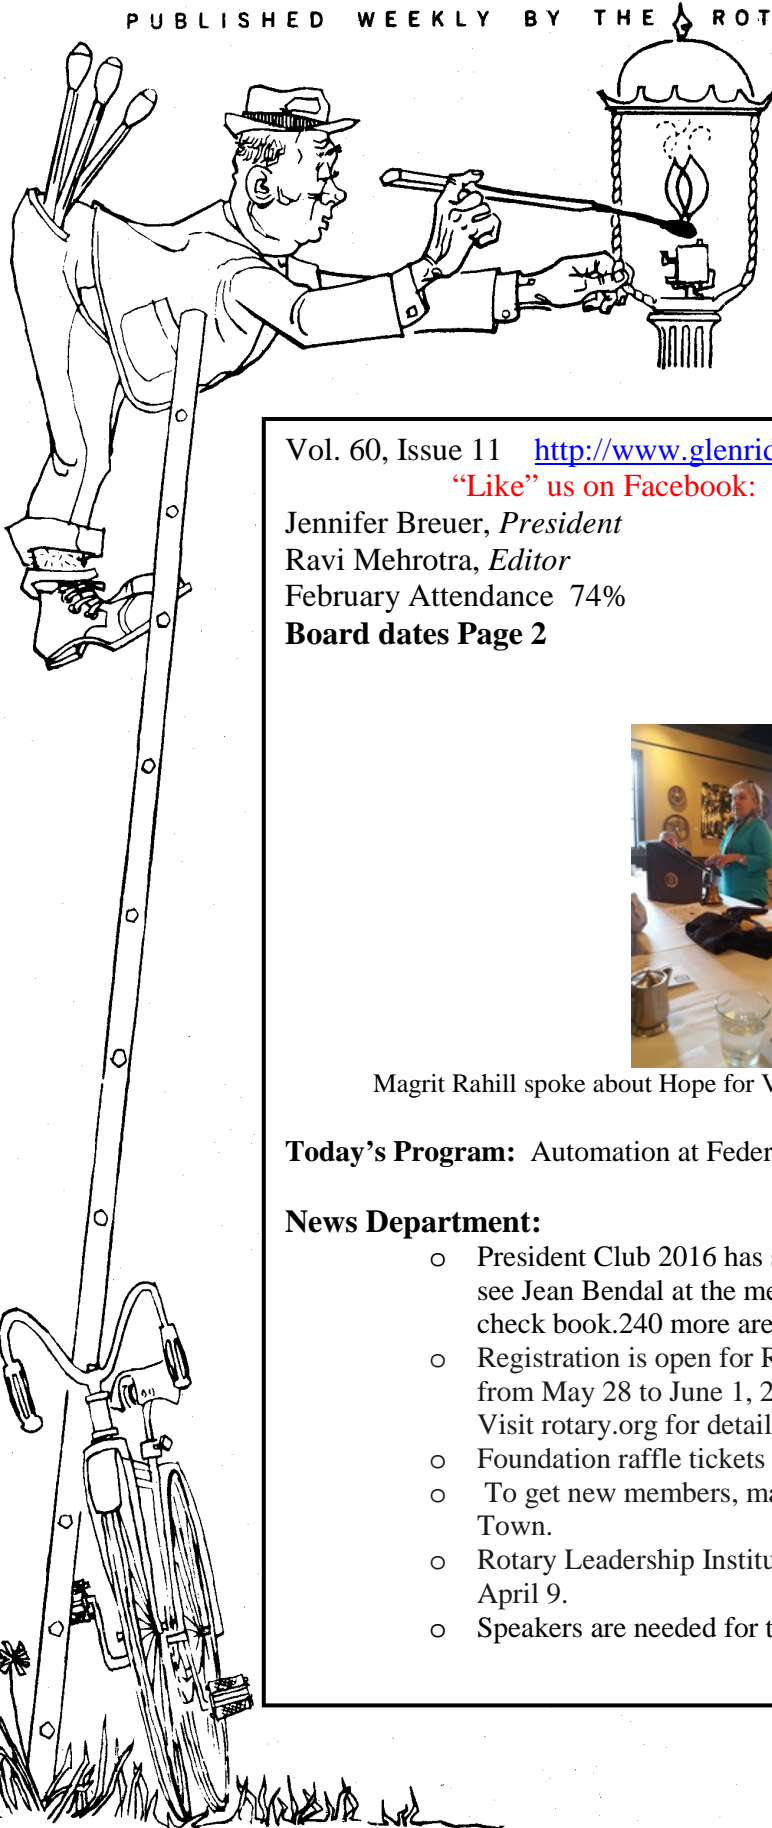 PUBLISHED WEEKLY BY THE ROT
Vol. 60, Issue 11 http://www.glenrid
“Like” us on Facebook:
Jennifer Breuer, President
Ravi Mehrotra, Editor
February Attendance 74%
Board dates Page 2
Magrit Rahill spoke about Hope for V
Today’s Program: Automation at Feder
News Department:
o President Club 2016 has s
see Jean Bendal at the me
check book.240 more are
o Registration is open for R
from May 28 to June 1, 2
Visit rotary.org for detail
o Foundation raffle tickets
o To get new members, ma
Town.
o Rotary Leadership Institu
April 9.
o Speakers are needed for t